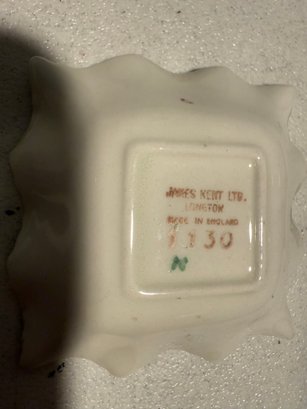 JAMES KENT LTD.
LONGTON
MADE IN ENGLAND
1130
N